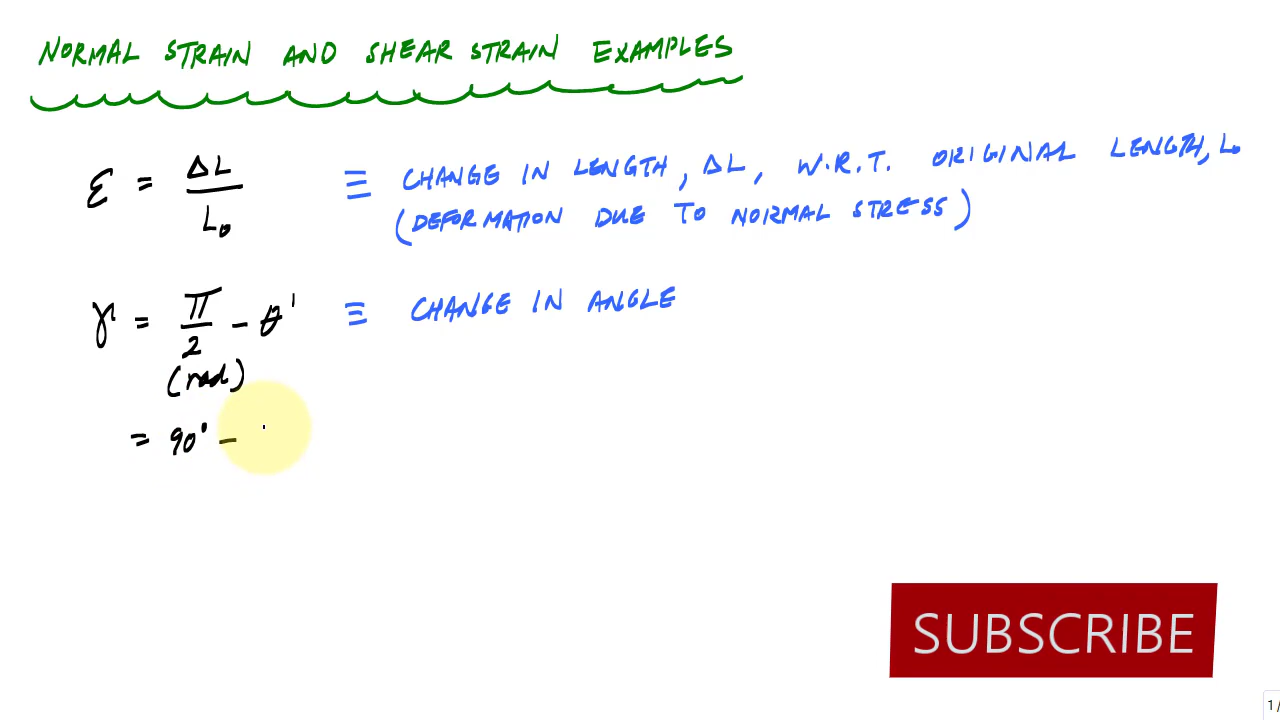 NORMAL STRAIN AND SHEAR STRAIN EXAMPLES
ε = ΔL / L₀ ≡ CHANGE IN LENGTH, ΔL, W.R.T. ORIGINAL LENGTH, L₀
(DEFORMATION DUE TO NORMAL STRESS)
γ = π/2 - θ' ≡ CHANGE IN ANGLE
(rad)
= 90° -
SUBSCRIBE
1/